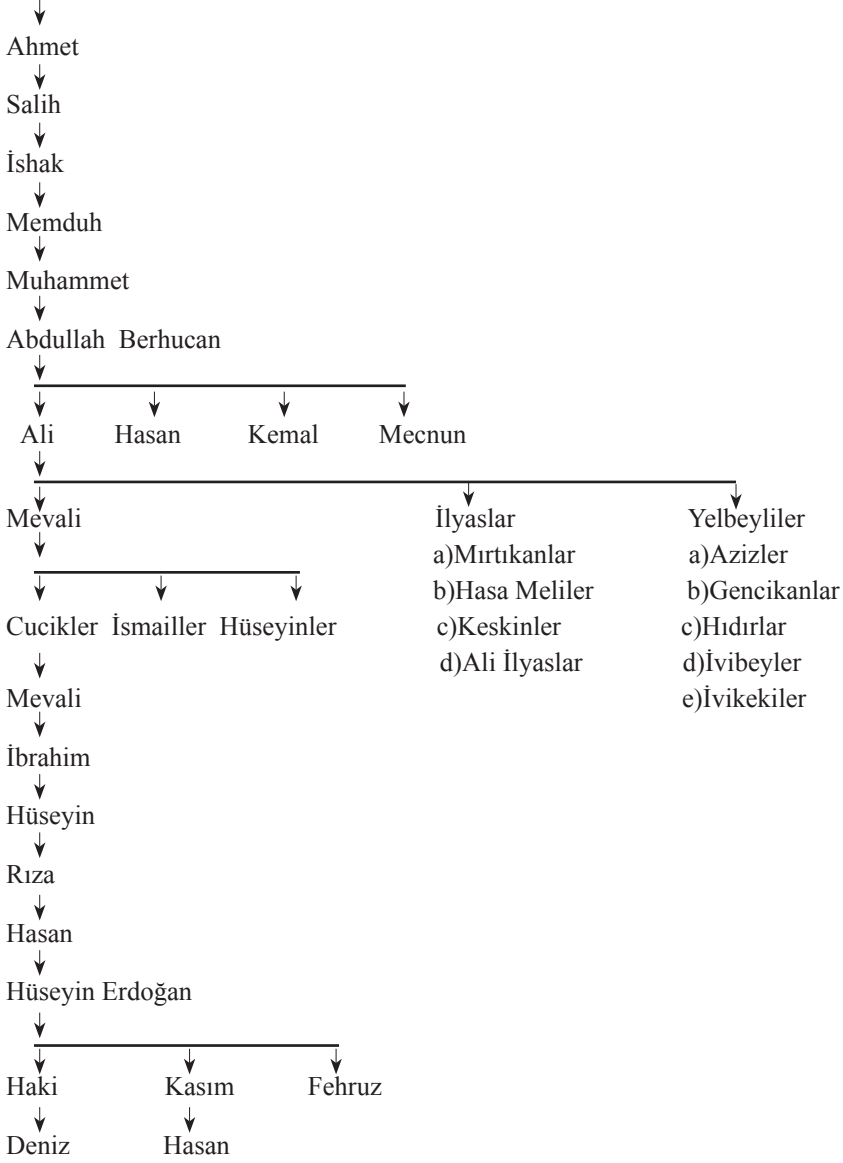 Ahmet
Salih
İshak
Memduh
Muhammet
Abdullah Berhucan
Ali Hasan Kemal Mecnun
Mevali İlyaslar Yelbeyliler
a)Mırtıkanlar a)Azizler
b)Hasa Meliler b)Gencikanlar
Cucikler İsmailler Hüseyinler c)Keskinler c)Hıdırlar
d)Ali İlyaslar d)İvibeyler
Mevali e)İvikekiler
İbrahim
Hüseyin
Rıza
Hasan
Hüseyin Erdoğan
Haki Kasım Fehruz
Deniz Hasan